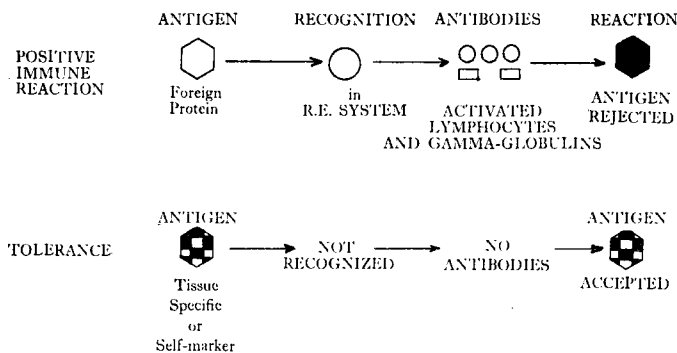 ANTIGEN RECOGNITION ANTIBODIES REACTION
POSITIVE
IMMUNE
REACTION
Foreign
Protein
in
R.E. SYSTEM
ACTIVATED
LYMPHOCYTES
AND GAMMA-GLOBULINS
ANTIGEN
REJECTED
ANTIGEN
ANTIGEN
TOLERANCE
NOT
RECOGNIZED
NO
ANTIBODIES
ACCEPTED
Tissue
Specific
or
Self-marker